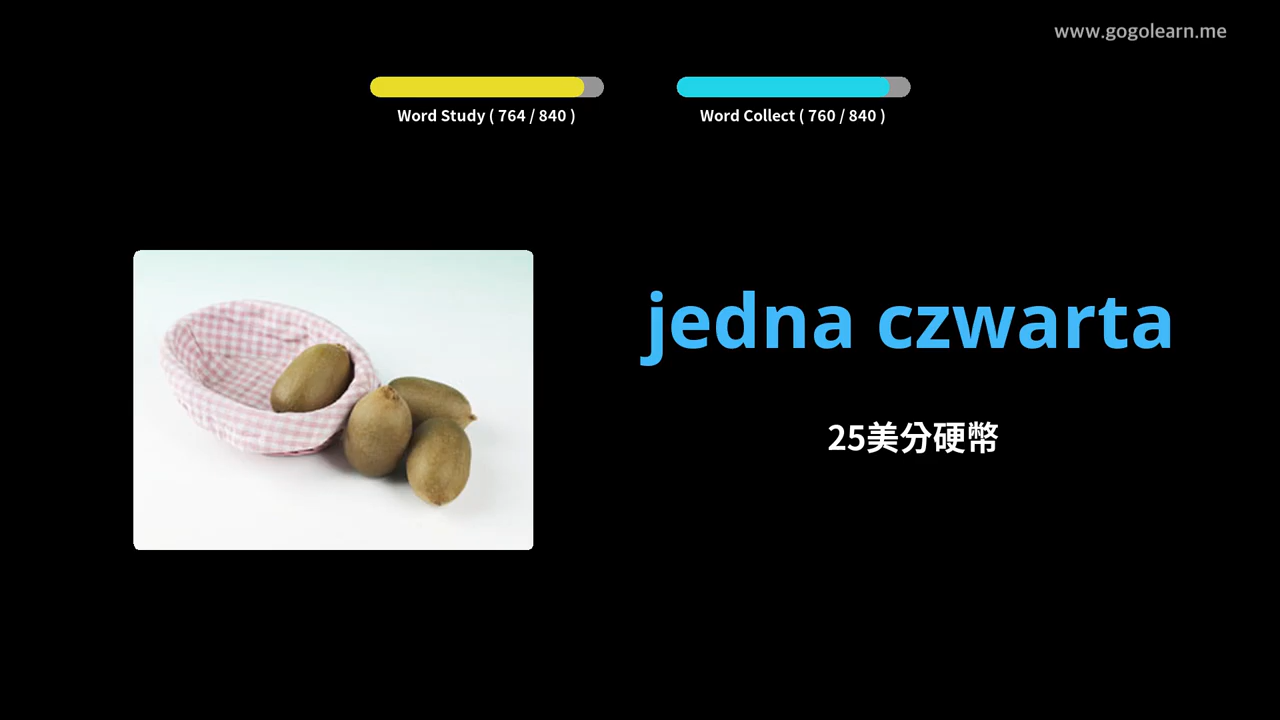 www.gogolearn.me
Word Study ( 764 / 840 )
Word Collect ( 760 / 840 )
jedna czwarta
25美分硬幣